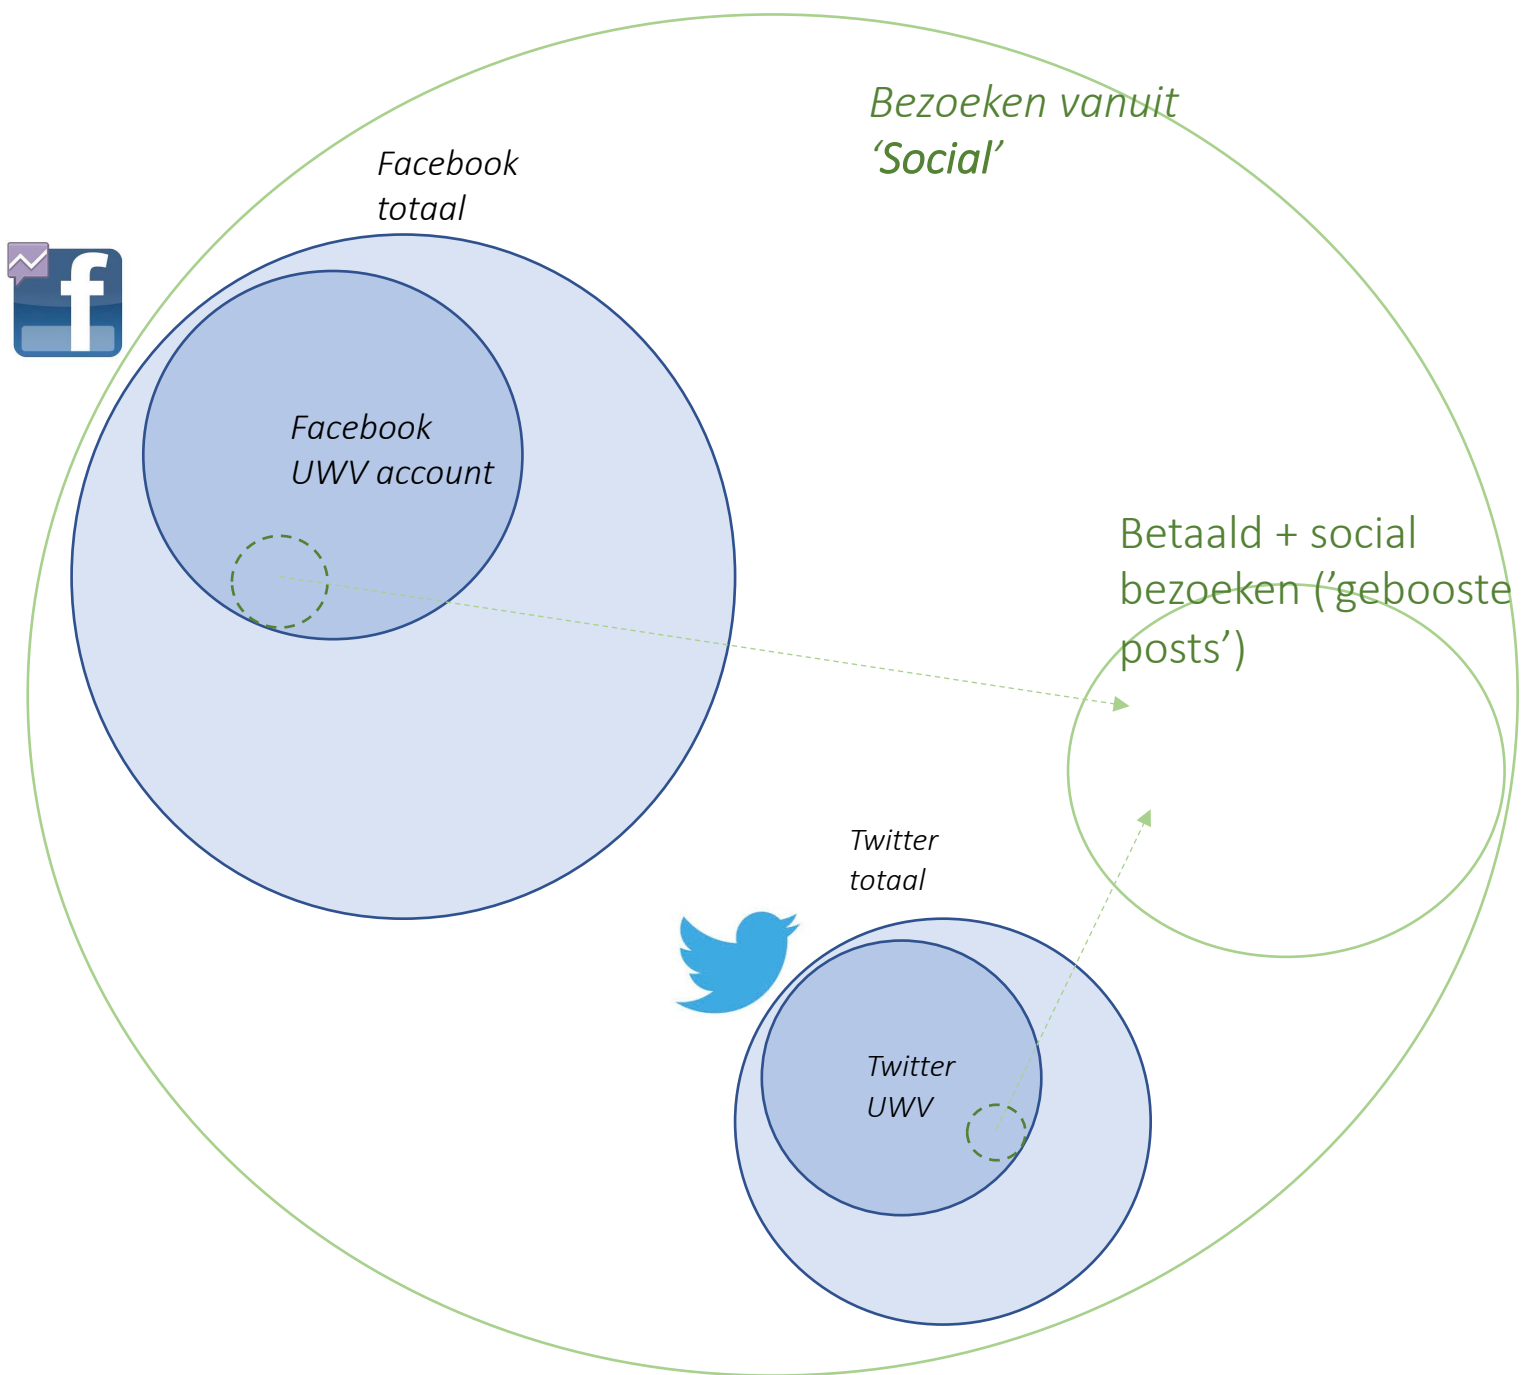 Bezoeken vanuit
‘Social’
Facebook
totaal
f
Facebook
UWV account
Betaald + social
bezoeken (’gebooste
posts’)
Twitter
totaal
Twitter
UWV